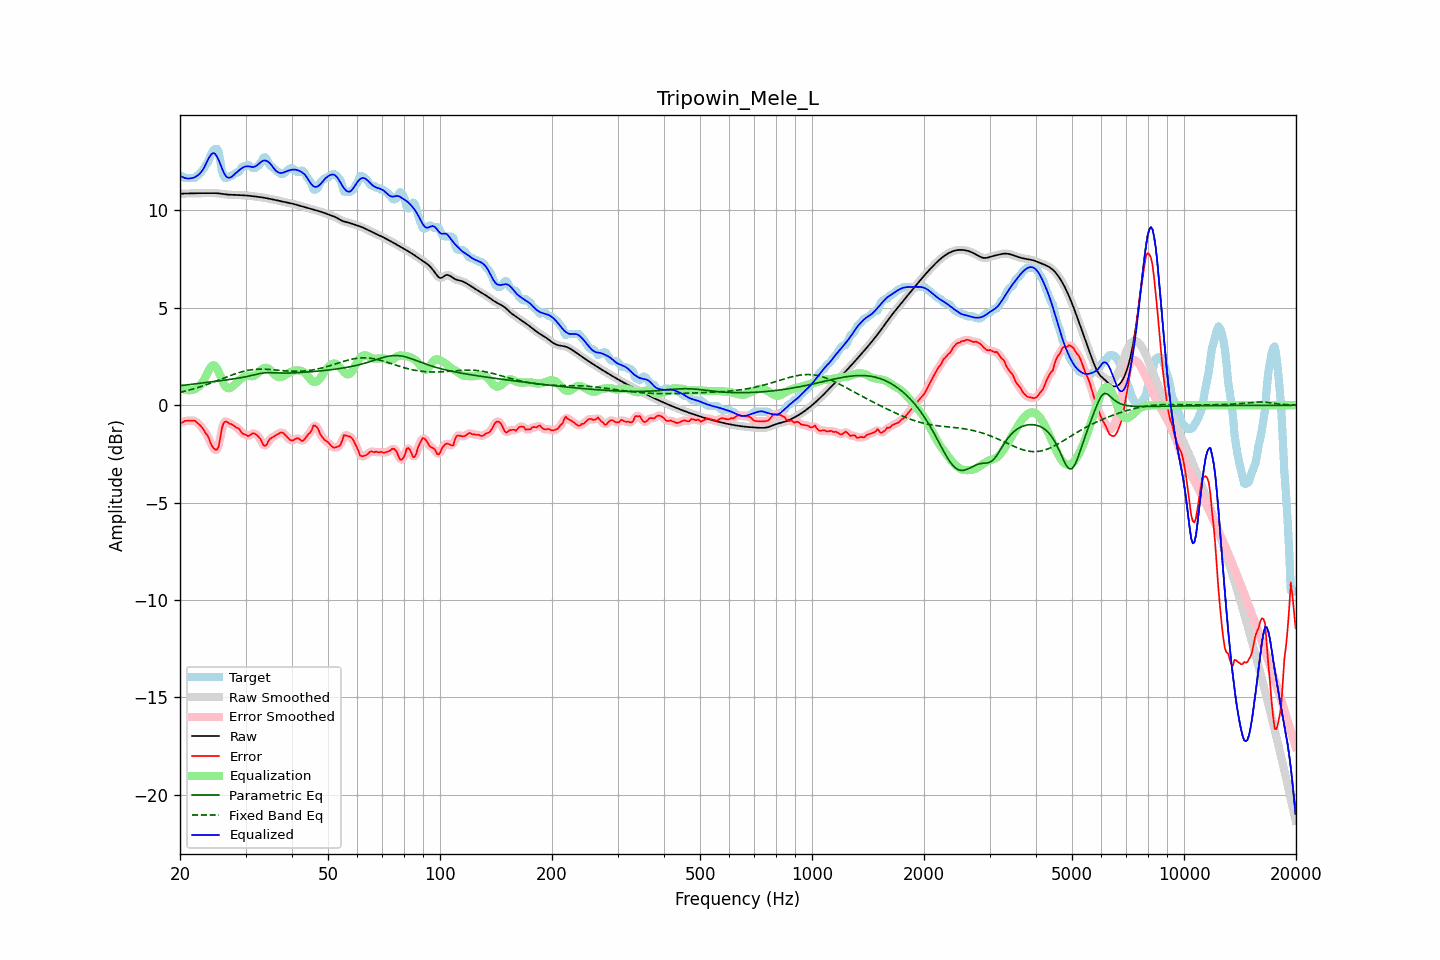 Tripowin_Mele_L
Amplitude (dBr)
10
5
0
−5
−10
−15
−20
Target
Raw Smoothed
Error Smoothed
Raw
Error
Equalization
Parametric Eq
Fixed Band Eq
Equalized
20 50 100 200 500 1000 2000 5000 10000 20000
Frequency (Hz)